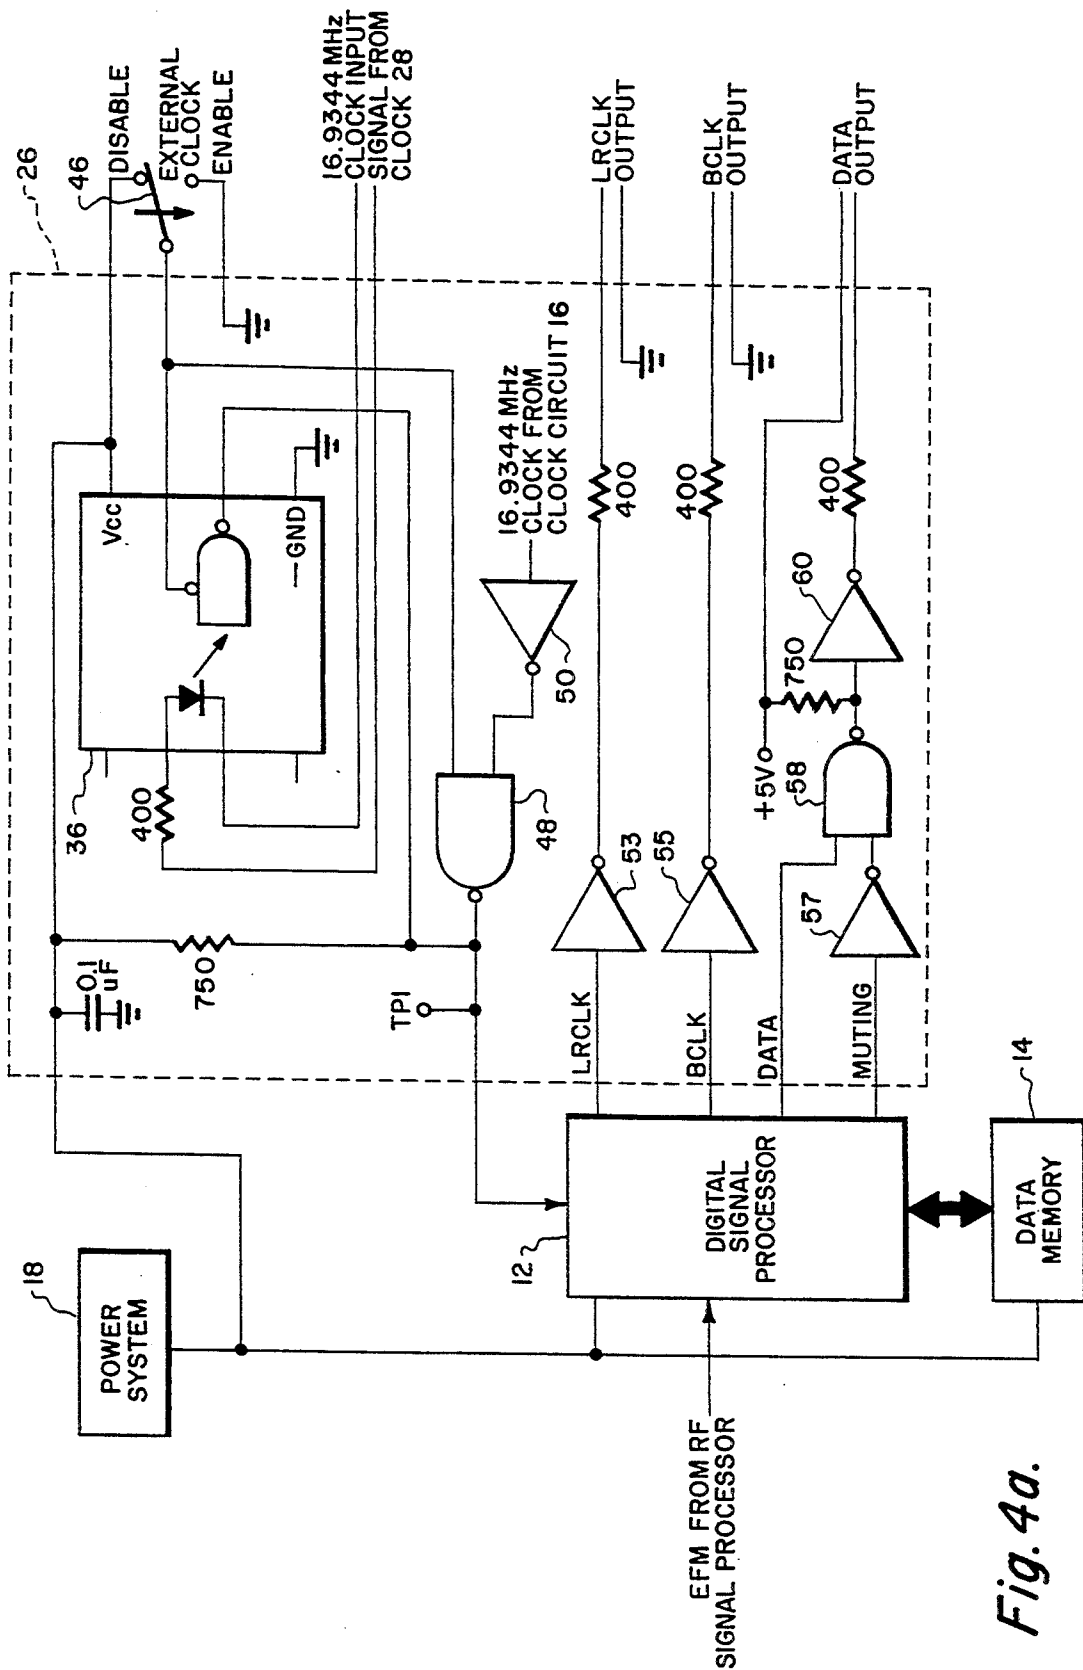 18
POWER
SYSTEM
0.1
uF
750
36
400
Vcc
GND
26
46
DISABLE
EXTERNAL
CLOCK
ENABLE
16.9344 MHz
CLOCK INPUT
SIGNAL FROM
CLOCK 28
TP1
48
50
16.9344 MHz
CLOCK FROM
CLOCK CIRCUIT 16
12
DIGITAL
SIGNAL
PROCESSOR
EFM FROM RF
SIGNAL PROCESSOR
LRCLK
53
400
LRCLK
OUTPUT
BCLK
55
400
BCLK
OUTPUT
DATA
+5V
750
58
60
400
DATA
OUTPUT
MUTING
57
14
DATA
MEMORY
Fig. 4a.